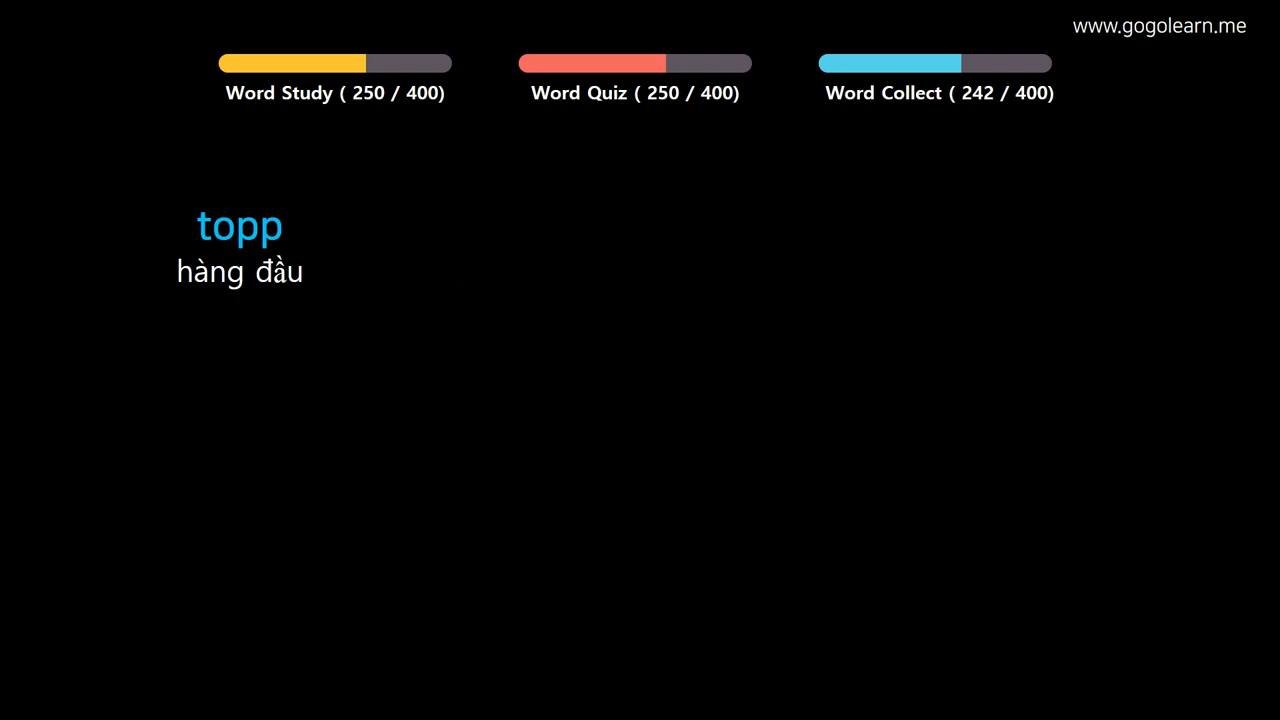 www.gogolearn.me
Word Study ( 250 / 400)
Word Quiz ( 250 / 400)
Word Collect ( 242 / 400)
topp
hàng đầu